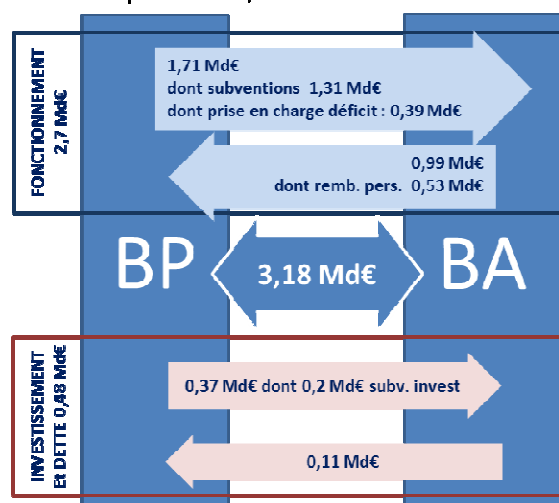 FONCTIONNEMENT
2,7 Md€
1,71 Md€
dont subventions 1,31 Md€
dont prise en charge déficit : 0,39 Md€
0,99 Md€
dont remb. pers. 0,53 Md€
BP
3,18 Md€
BA
INVESTISSEMENT
Et DETTE 0,48 Md€
0,37 Md€ dont 0,2 Md€ subv. invest
0,11 Md€